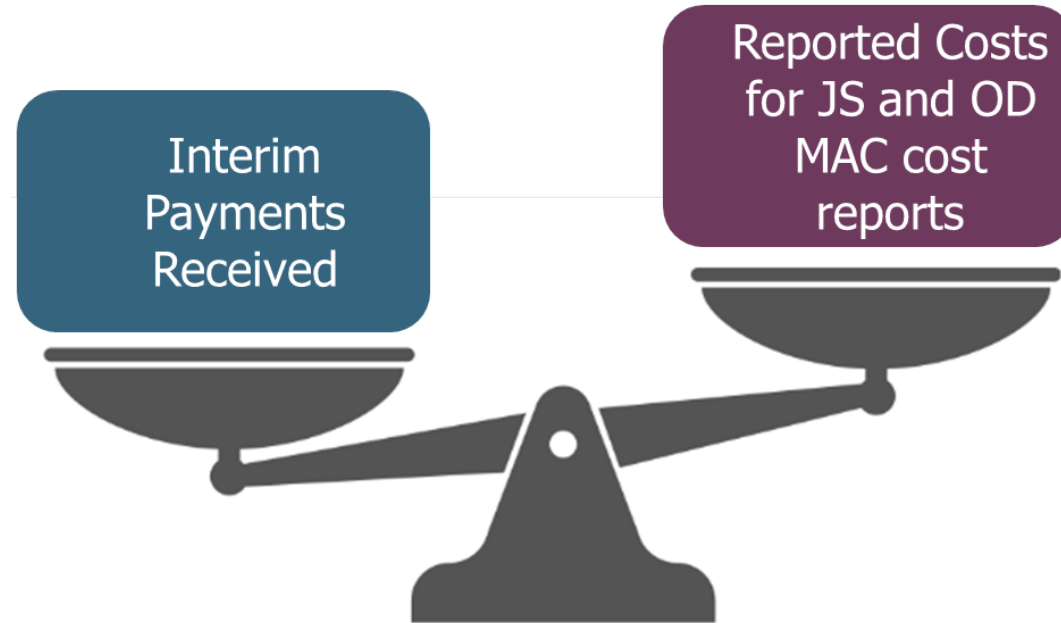 Interim
Payments
Received
Reported Costs
for JS and OD
MAC cost
reports